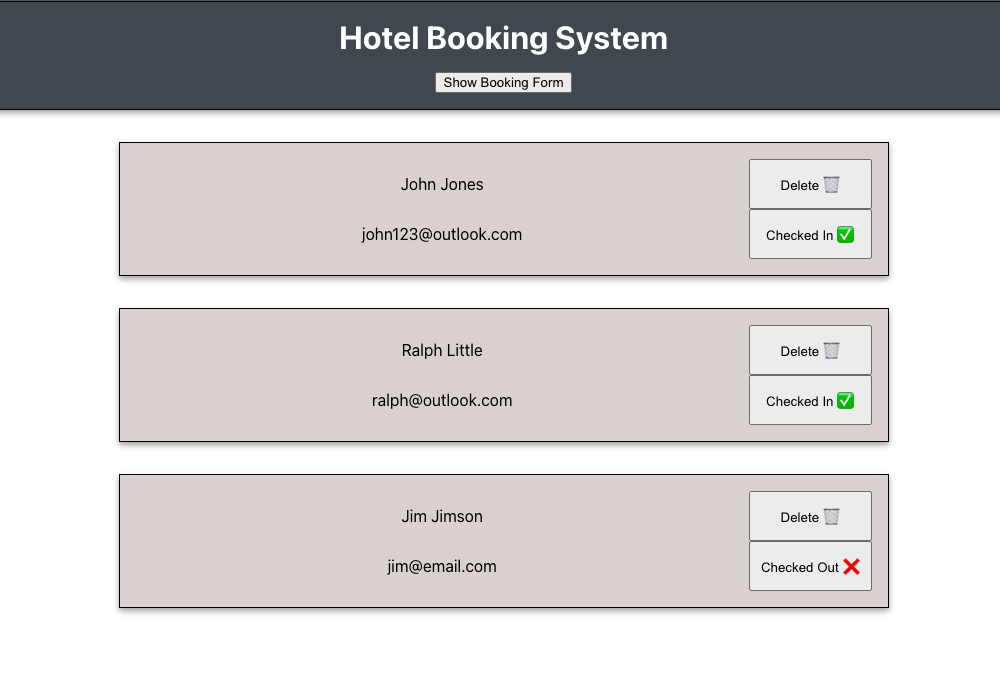 Hotel Booking System
Show Booking Form
John Jones
Delete 🗑️
john123@outlook.com
Checked In ✅
Ralph Little
Delete 🗑️
ralph@outlook.com
Checked In ✅
Jim Jimson
Delete 🗑️
jim@email.com
Checked Out ❌